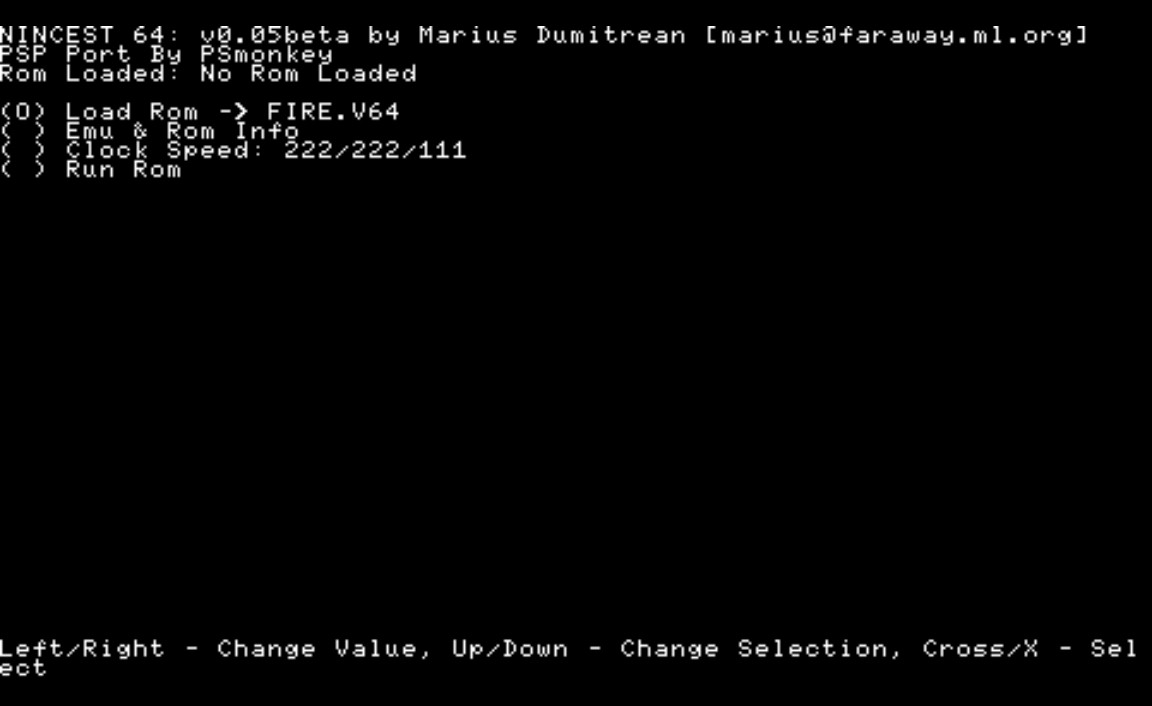 NINCEST 64: v0.05beta by Marius Dumitrean [marius@faraway.ml.org]
PSP Port By PSmonkey
Rom Loaded: No Rom Loaded
(O) Load Rom -> FIRE.V64
( ) Emu & Rom Info
( ) Clock Speed: 222/222/111
( ) Run Rom
Left/Right - Change Value, Up/Down - Change Selection, Cross/X - Sel
ect